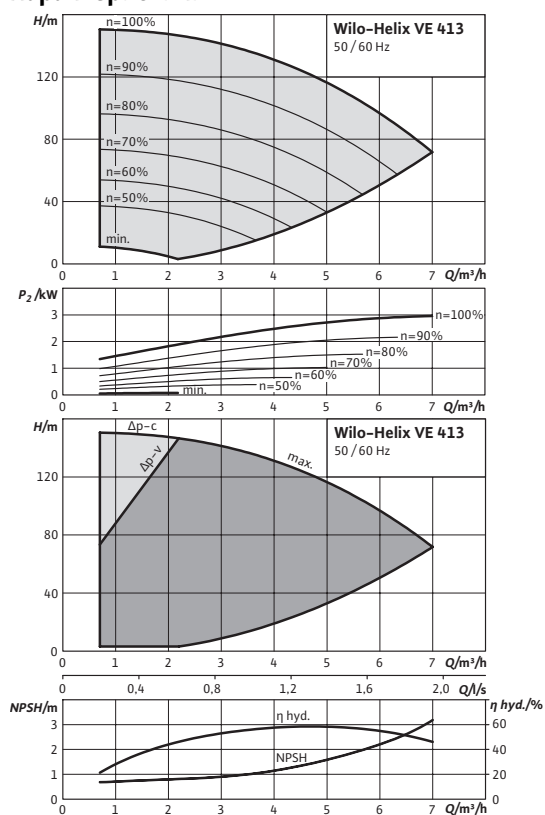 H/m
n=100%
Wilo-Helix VE 413
50 / 60 Hz
120
n=90%
n=80%
80
n=70%
n=60%
40
n=50%
min.
0
0 1 2 3 4 5 6 7 Q/m³/h
P₂ /kW
3
n=100%
n=90%
2
n=80%
n=70%
1
n=60%
n=50%
min.
0
0 1 2 3 4 5 6 7 Q/m³/h
H/m
Δp-c
Wilo-Helix VE 413
50 / 60 Hz
Δp-v
max.
120
80
40
0
0 1 2 3 4 5 6 7 Q/m³/h
0 0,4 0,8 1,2 1,6 2,0 Q/l/s
NPSH/m
η hyd./%
η hyd.
3 60
2 40
NPSH
1 20
0 0
0 1 2 3 4 5 6 7 Q/m³/h